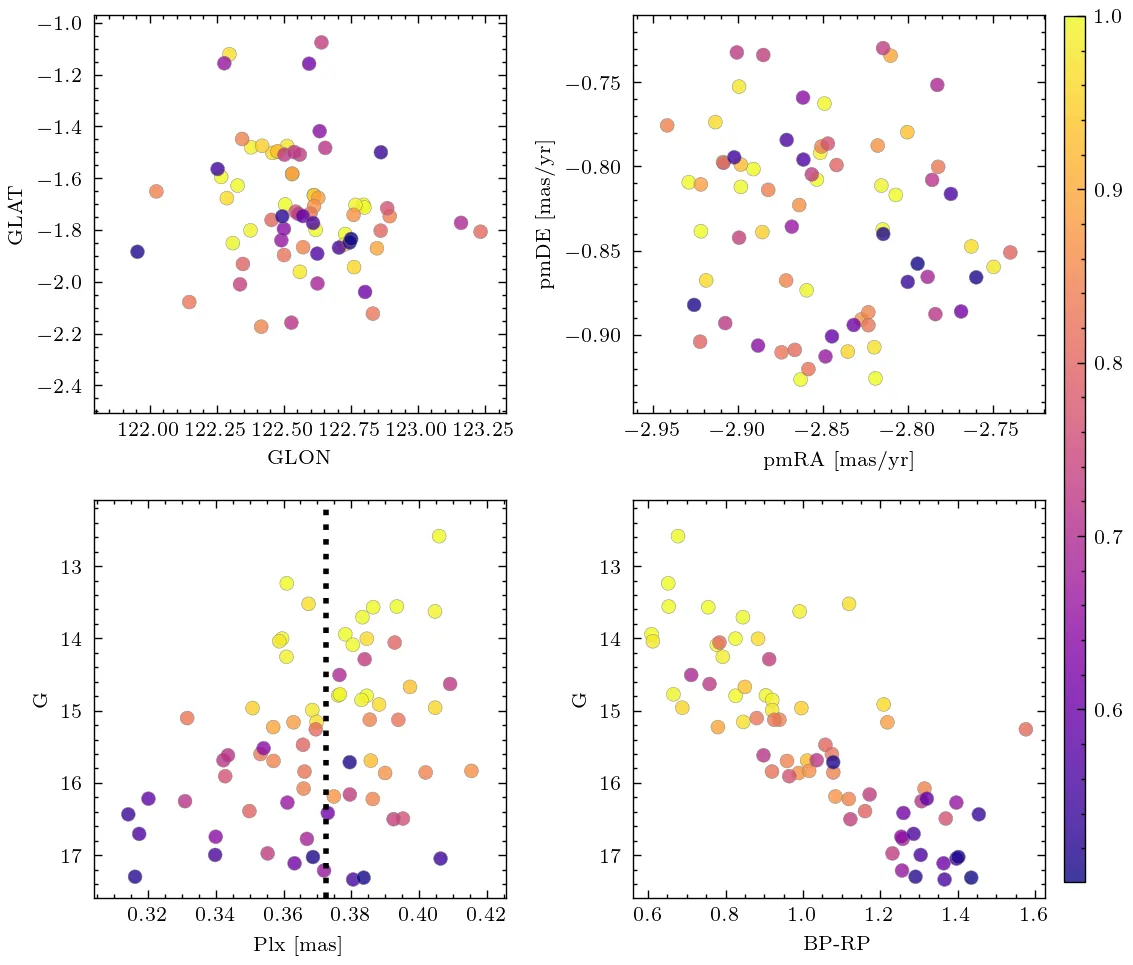 −1.0
−1.2
−1.4
−1.6
−1.8
−2.0
−2.2
−2.4
GLAT
122.00 122.25 122.50 122.75 123.00 123.25
GLON
−0.75
−0.80
−0.85
−0.90
pmDE [mas/yr]
−2.95 −2.90 −2.85 −2.80 −2.75
pmRA [mas/yr]
13
14
15
16
17
G
0.32 0.34 0.36 0.38 0.40 0.42
Plx [mas]
13
14
15
16
17
G
0.6 0.8 1.0 1.2 1.4 1.6
BP-RP
1.0
0.9
0.8
0.7
0.6